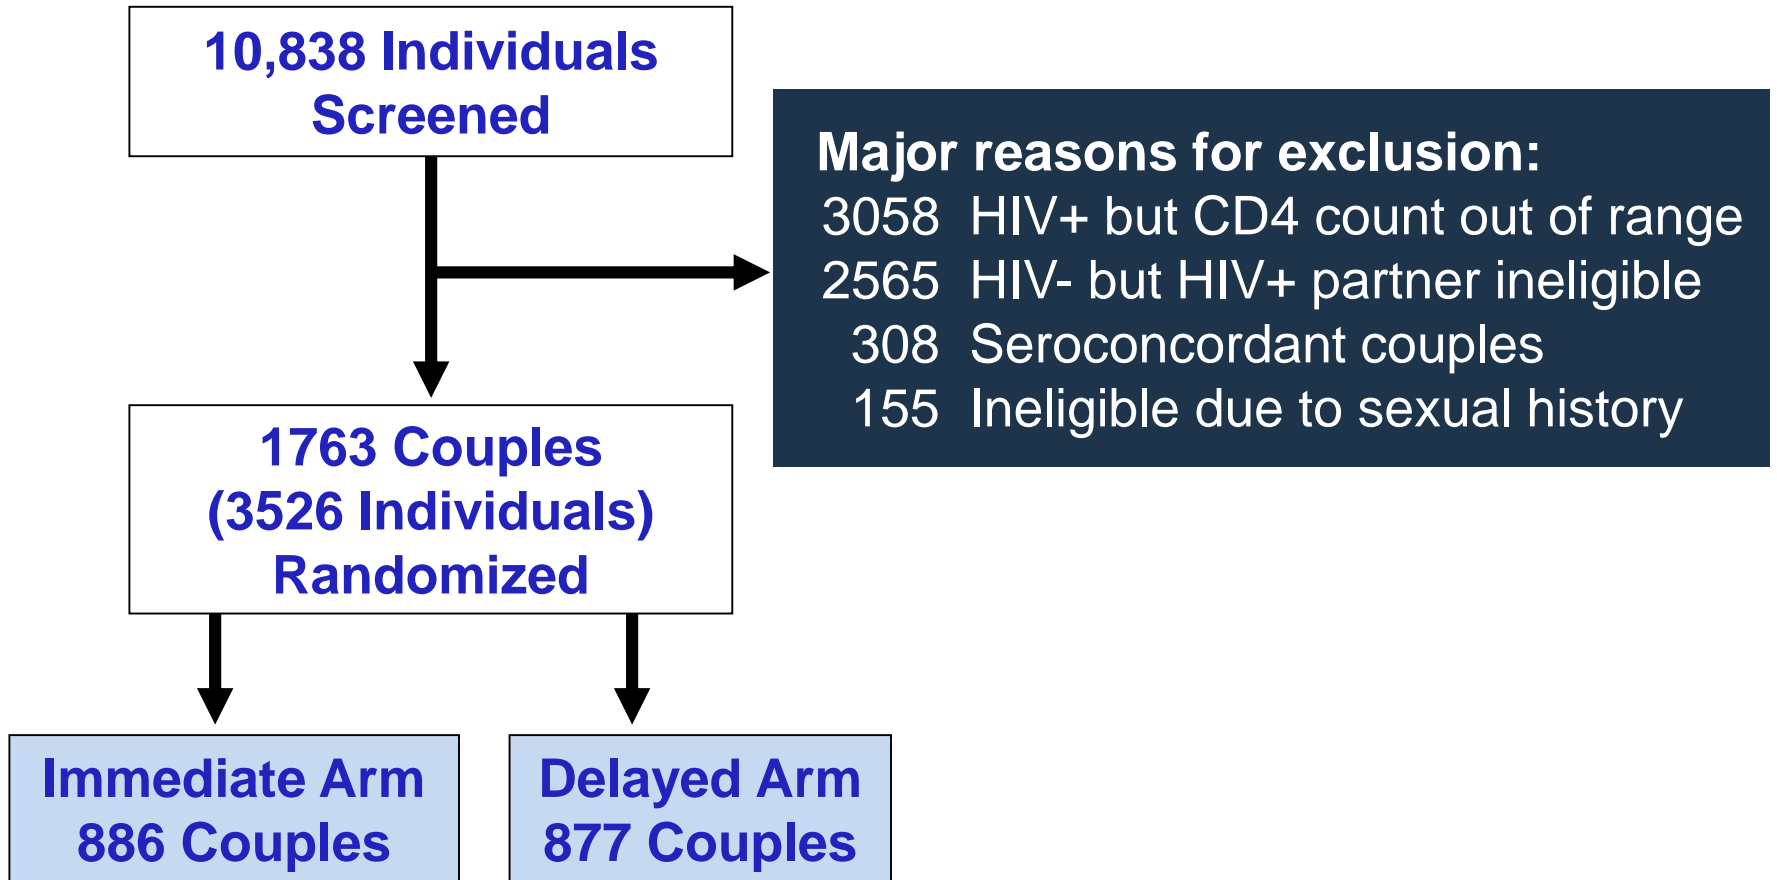 10,838 Individuals
Screened
Major reasons for exclusion:
3058 HIV+ but CD4 count out of range
2565 HIV- but HIV+ partner ineligible
308 Seroconcordant couples
155 Ineligible due to sexual history
1763 Couples
(3526 Individuals)
Randomized
Immediate Arm
886 Couples
Delayed Arm
877 Couples